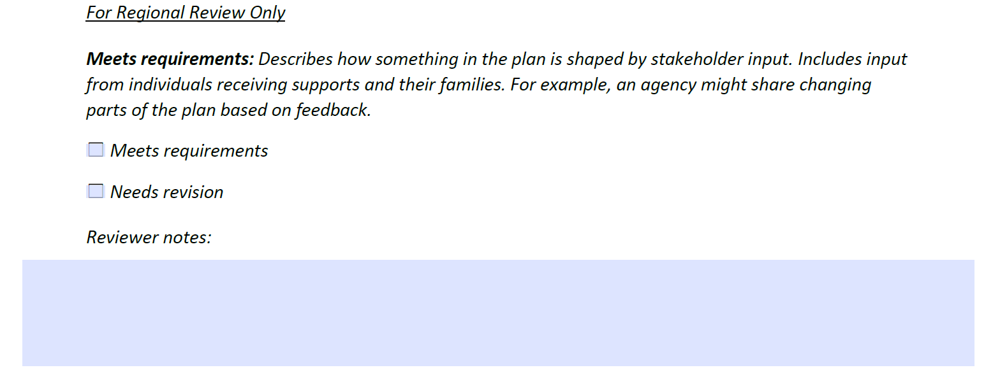 For Regional Review Only
Meets requirements: Describes how something in the plan is shaped by stakeholder input. Includes input
from individuals receiving supports and their families. For example, an agency might share changing
parts of the plan based on feedback.
Meets requirements
Needs revision
Reviewer notes: